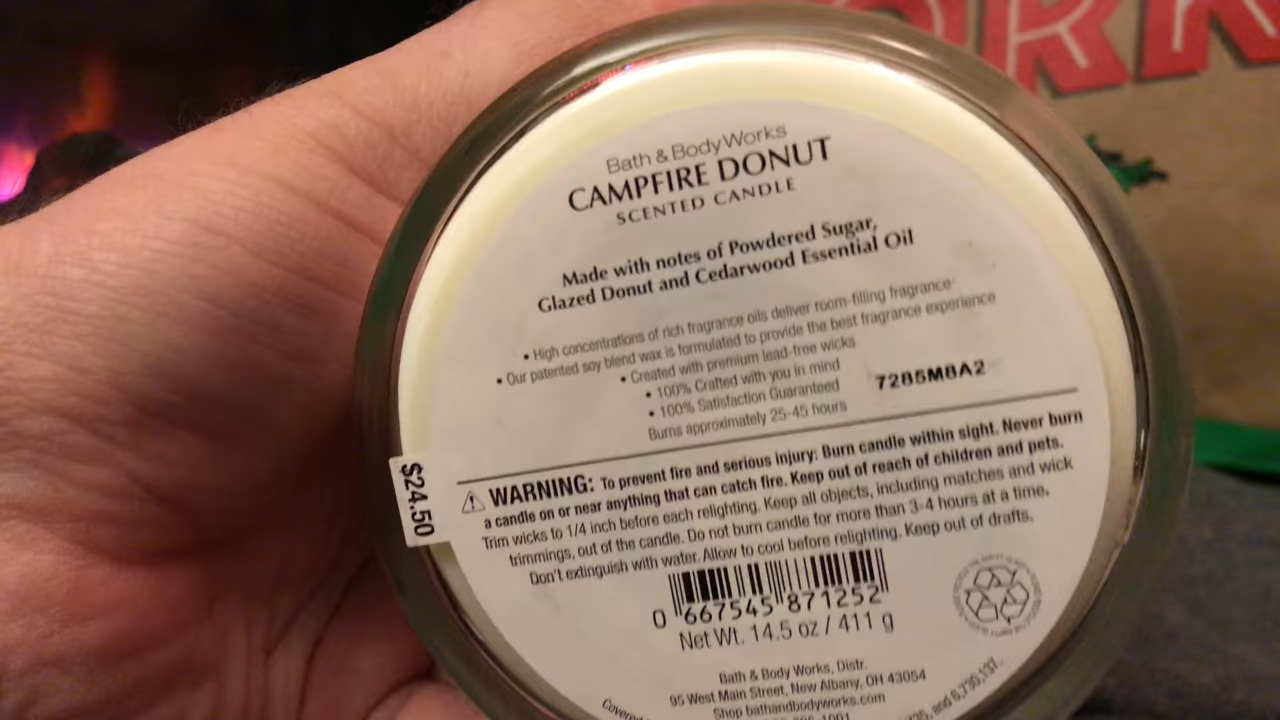 Bath & Body Works
CAMPFIRE DONUT
SCENTED CANDLE
Made with notes of Powdered Sugar,
Glazed Donut and Cedarwood Essential Oil
• High concentrations of rich fragrance oils deliver room-filling fragrance
• Our patented soy blend wax is formulated to provide the best fragrance experience
• Created with premium lead-free wicks
• 100% Crafted with you in mind
• 100% Satisfaction Guaranteed
Burns approximately 25-45 hours
7285M8A2
$24.50
WARNING: To prevent fire and serious injury: Burn candle within sight. Never burn
a candle on or near anything that can catch fire. Keep out of reach of children and pets.
Trim wicks to 1/4 inch before each relighting. Keep all objects, including matches and wick
trimmings, out of the candle. Do not burn candle for more than 3-4 hours at a time.
Don't extinguish with water. Allow to cool before relighting. Keep out of drafts.
0 667545 871252
Net Wt. 14.5 oz / 411 g
Bath & Body Works, Distr.
95 West Main Street, New Albany, OH 43054
Shop bathandbodyworks.com
Covered
and 6,730,137.